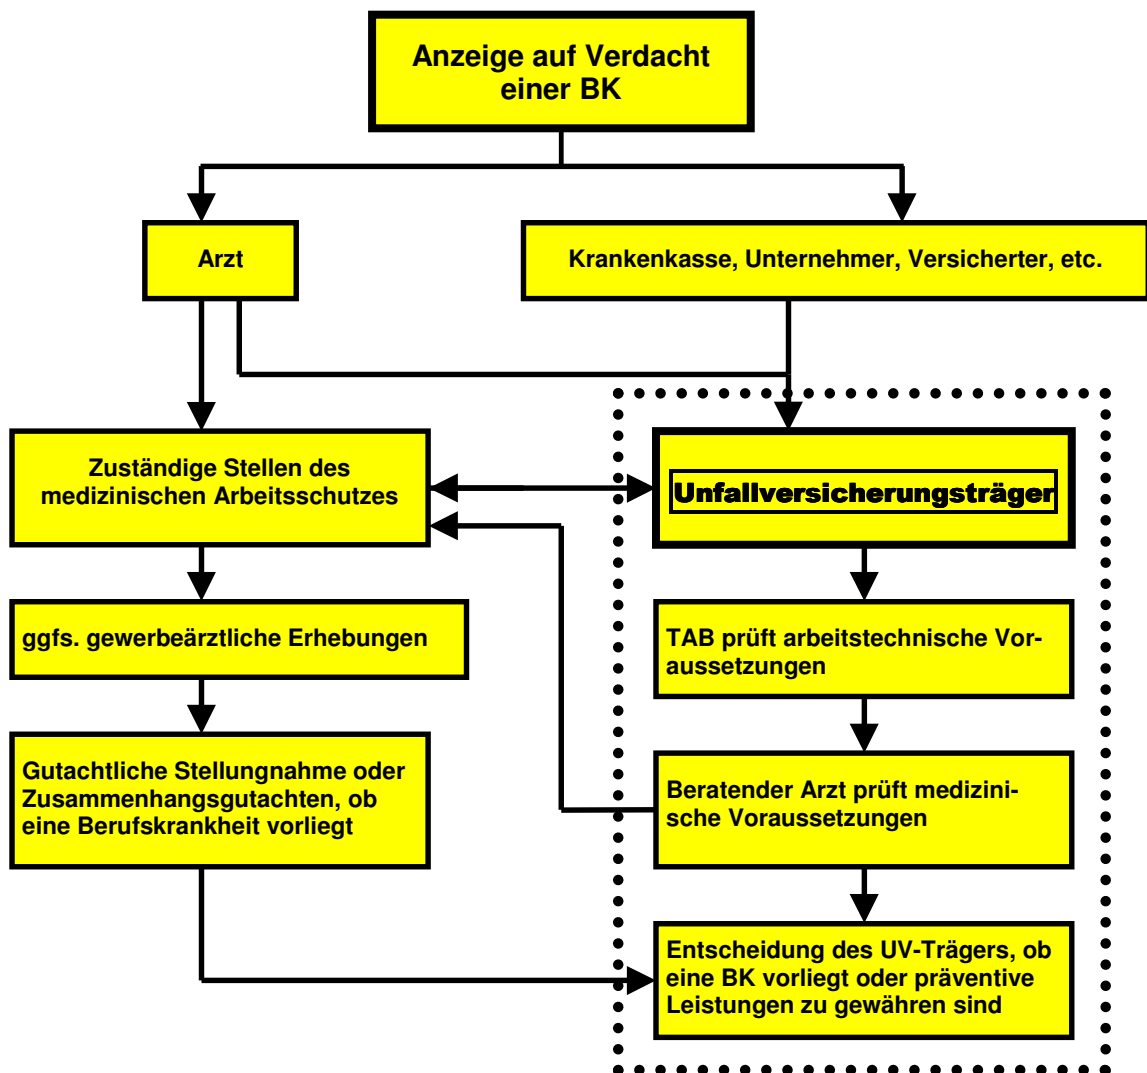 Anzeige auf Verdacht
einer BK
Arzt
Krankenkasse, Unternehmer, Versicherter, etc.
Zuständige Stellen des
medizinischen Arbeitsschutzes
Unfallversicherungsträger
ggfs. gewerbeärztliche Erhebungen
TAB prüft arbeitstechnische Vor-
aussetzungen
Gutachtliche Stellungnahme oder
Zusammenhangsgutachten, ob
eine Berufskrankheit vorliegt
Beratender Arzt prüft medizini-
sche Voraussetzungen
Entscheidung des UV-Trägers, ob
eine BK vorliegt oder präventive
Leistungen zu gewähren sind